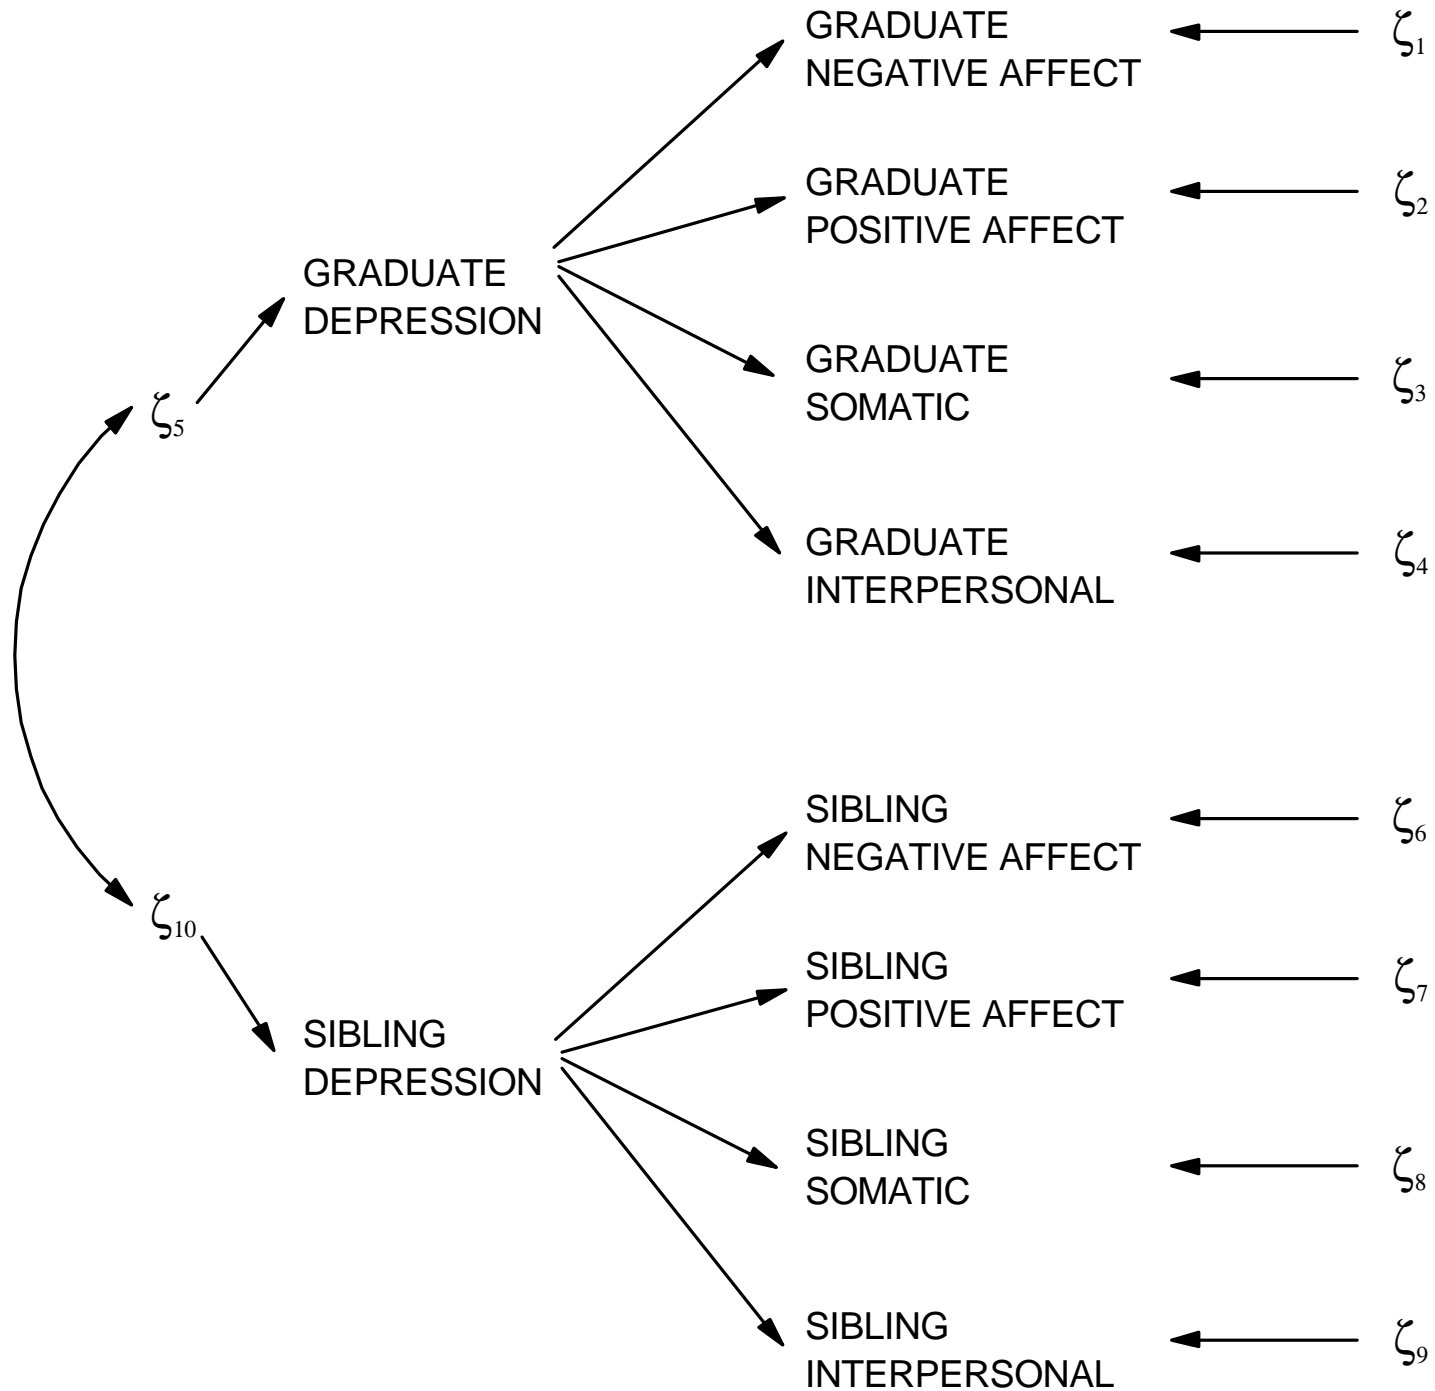 GRADUATE
NEGATIVE AFFECT
ζ1
GRADUATE
POSITIVE AFFECT
ζ2
GRADUATE
DEPRESSION
GRADUATE
SOMATIC
ζ3
ζ5
GRADUATE
INTERPERSONAL
ζ4
SIBLING
NEGATIVE AFFECT
ζ6
ζ10
SIBLING
POSITIVE AFFECT
ζ7
SIBLING
DEPRESSION
SIBLING
SOMATIC
ζ8
SIBLING
INTERPERSONAL
ζ9